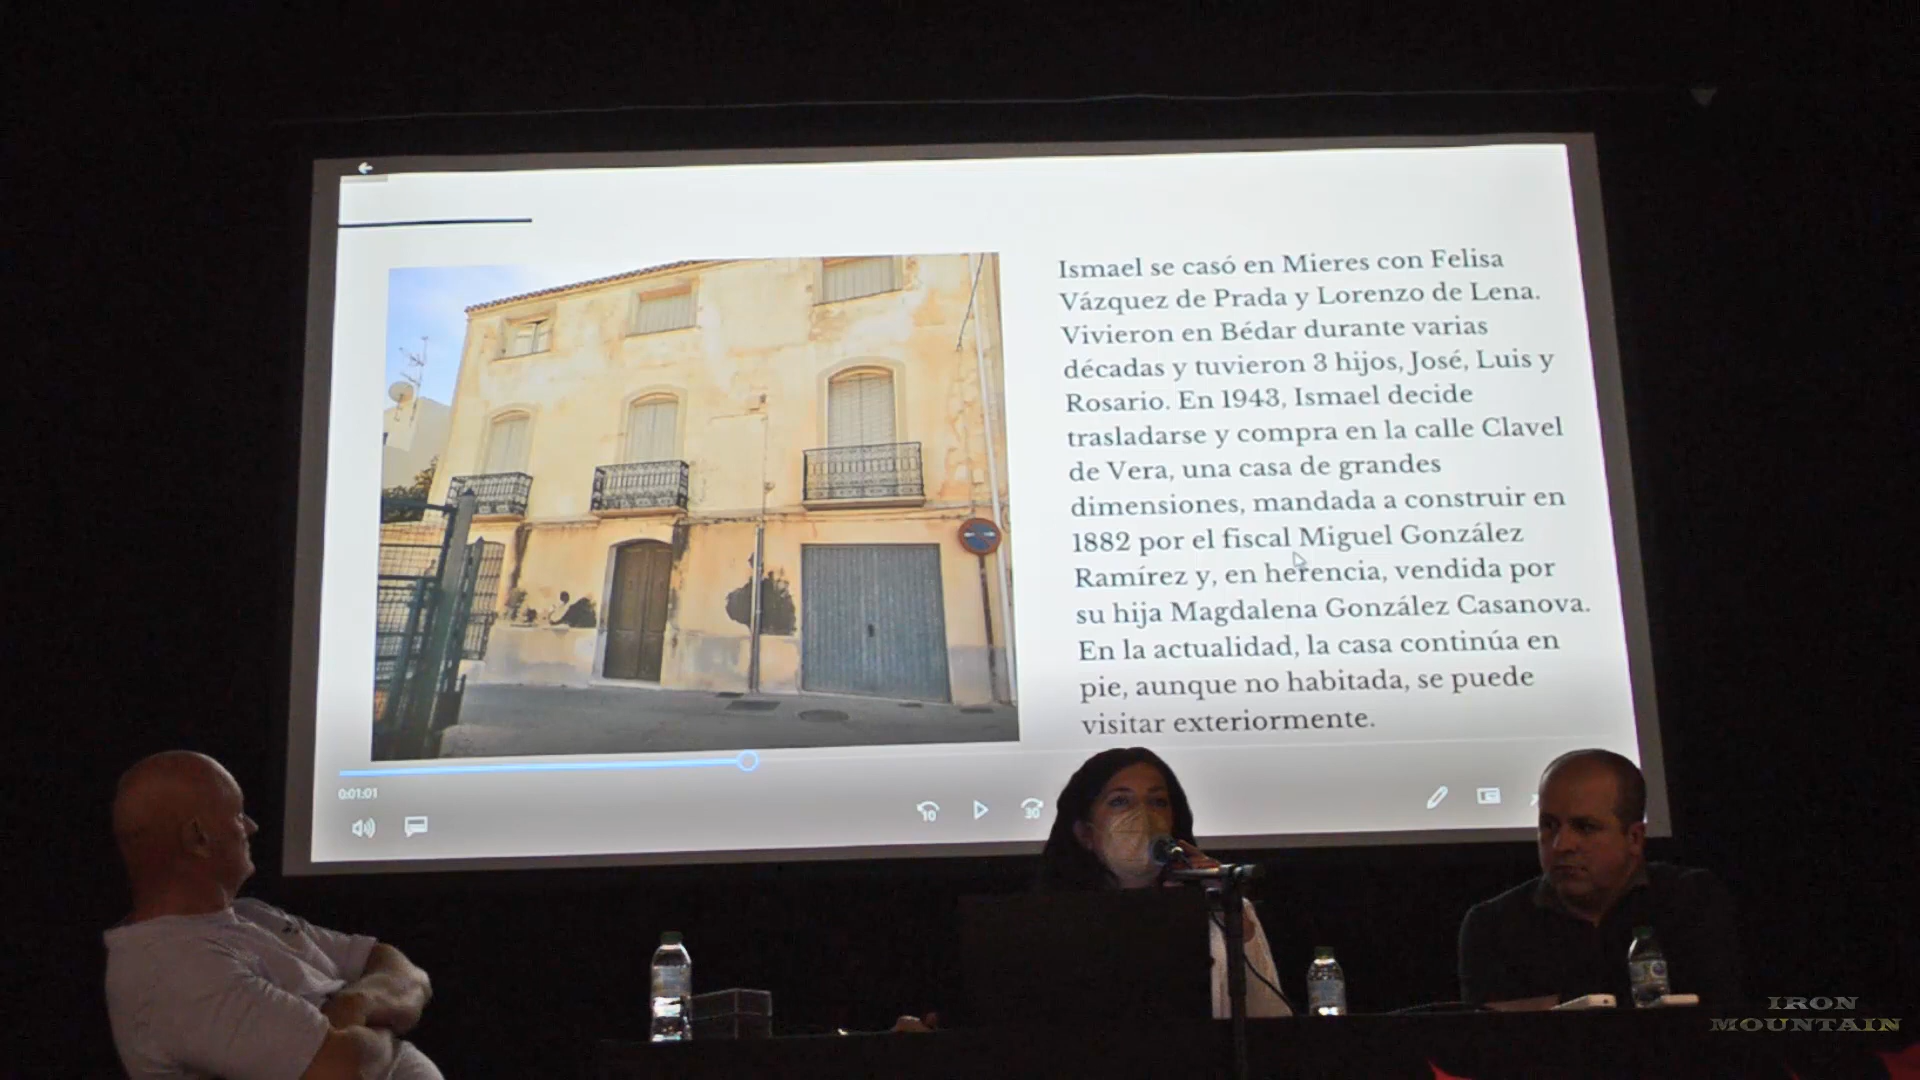 Ismael se casó en Mieres con Felisa
Vázquez de Prada y Lorenzo de Lena.
Vivieron en Bédar durante varias
décadas y tuvieron 3 hijos, José, Luis y
Rosario. En 1943, Ismael decide
trasladarse y compra en la calle Clavel
de Vera, una casa de grandes
dimensiones, mandada a construir en
1882 por el fiscal Miguel González
Ramírez y, en herencia, vendida por
su hija Magdalena González Casanova.
En la actualidad, la casa continúa en
pie, aunque no habitada, se puede
visitar exteriormente.
0:01:01
10
30
IRON
MOUNTAIN